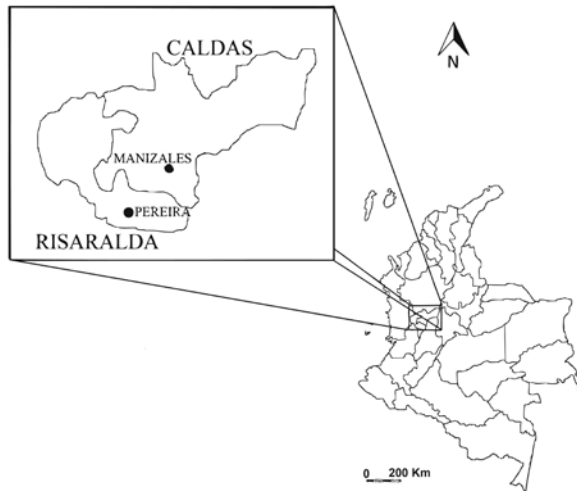 CALDAS
N
MANIZALES
PEREIRA
RISARALDA
0 200 Km